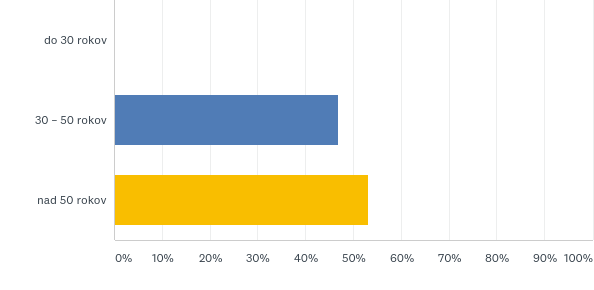 do 30 rokov
30 – 50 rokov
nad 50 rokov
0% 10% 20% 30% 40% 50% 60% 70% 80% 90% 100%